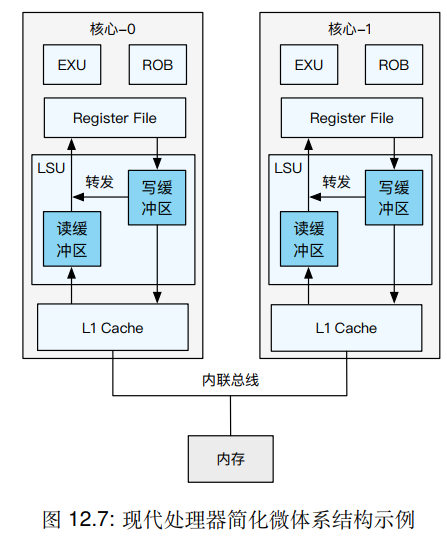 核心-0
核心-1
EXU
ROB
EXU
ROB
Register File
Register File
LSU
转发
写缓
冲区
读缓
冲区
LSU
转发
写缓
冲区
读缓
冲区
L1 Cache
L1 Cache
内联总线
内存
图 12.7: 现代处理器简化微体系结构示例